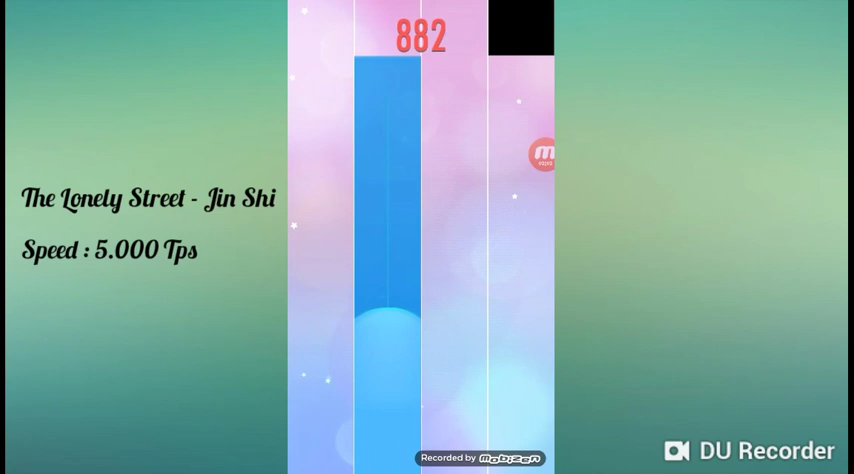 882
The Lonely Street - Jin Shi
Speed : 5.000 Tps
Recorded by mobizen
DU Recorder